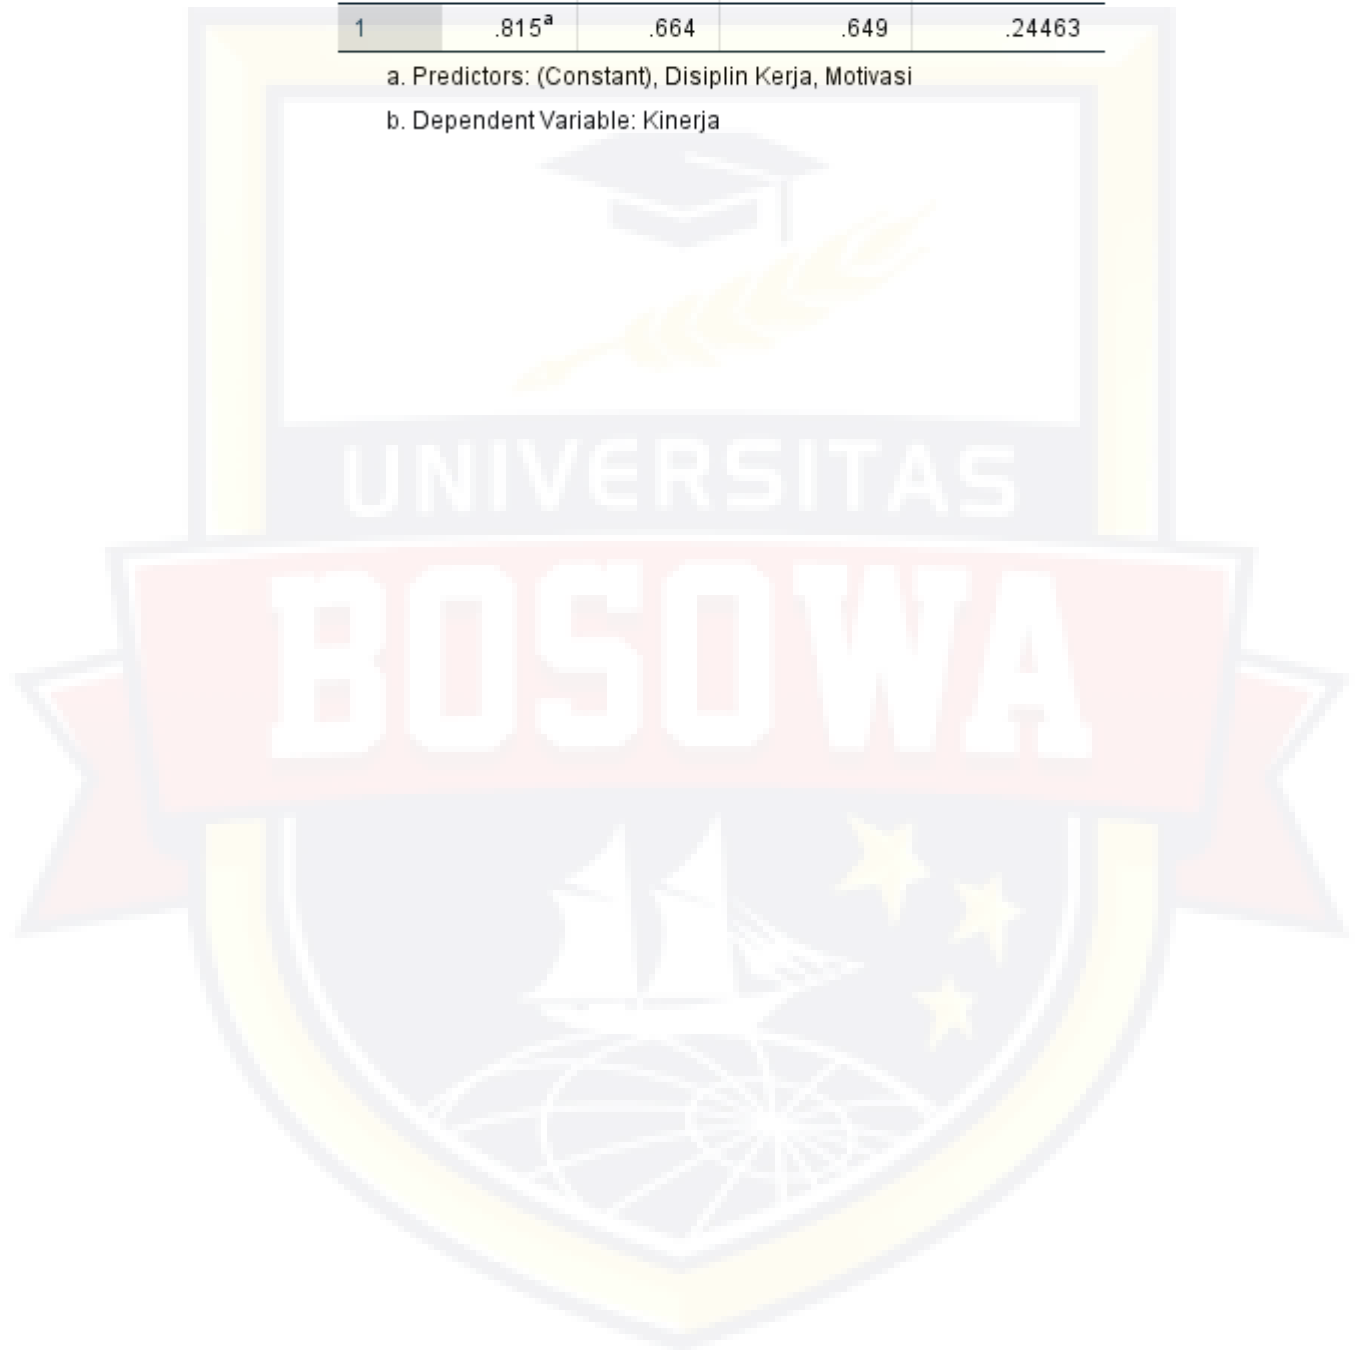 1 .815a .664 .649 .24463
a. Predictors: (Constant), Disiplin Kerja, Motivasi
b. Dependent Variable: Kinerja
UNIVERSITAS
BOSOWA